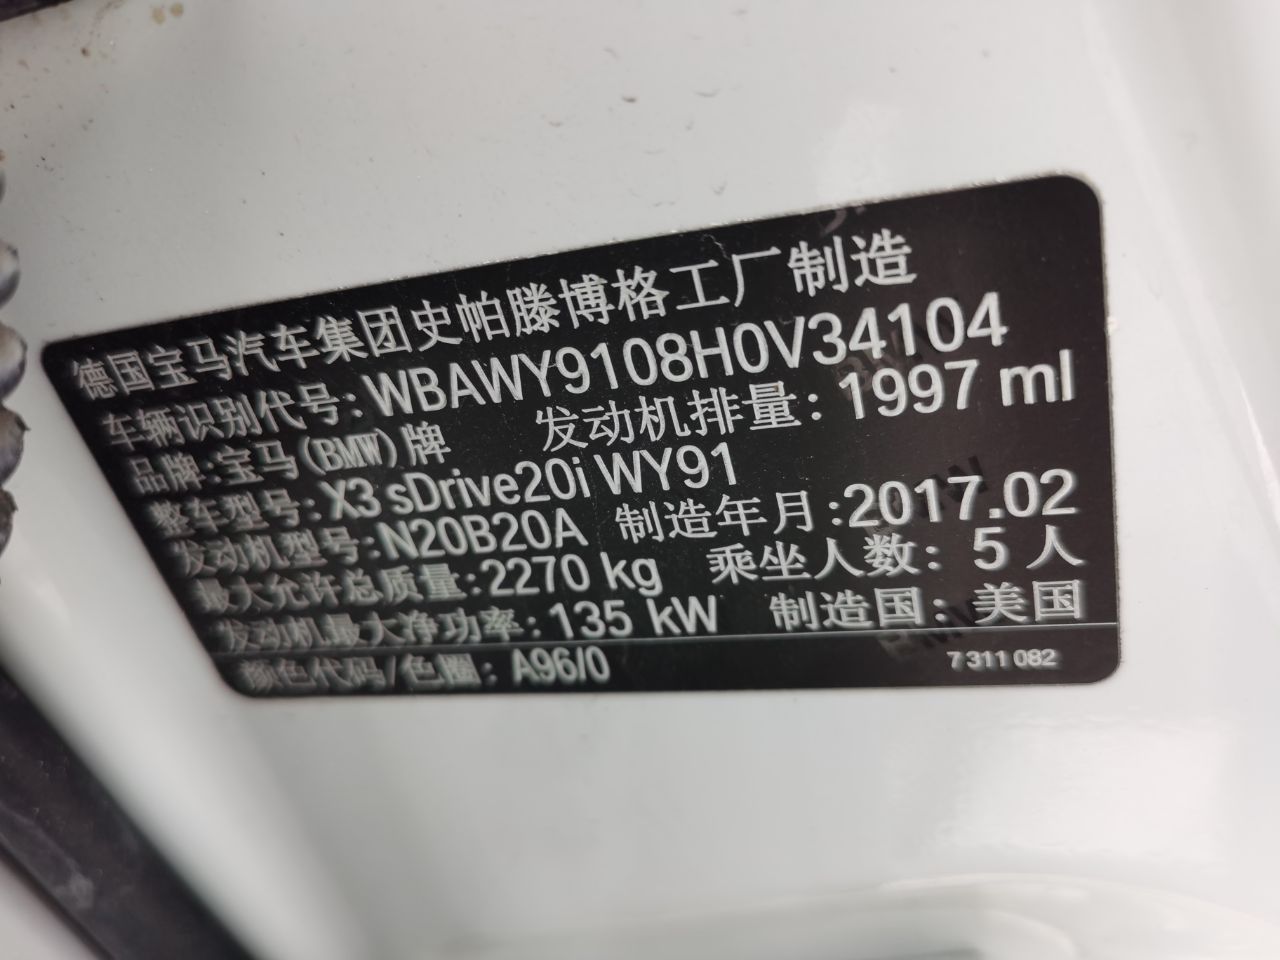 德国宝马汽车集团史帕滕博格工厂制造
车辆识别代号: WBAWY9108H0V34104
品牌:宝马(BMW)牌 发动机排量: 1997 ml
整车型号: X3 sDrive20i WY91
发动机型号: N20B20A 制造年月:2017.02
最大允许总质量:2270 kg 乘坐人数: 5 人
发动机最大净功率: 135 kW 制造国: 美国
颜色代码/色圈: A96/0 7 311 082